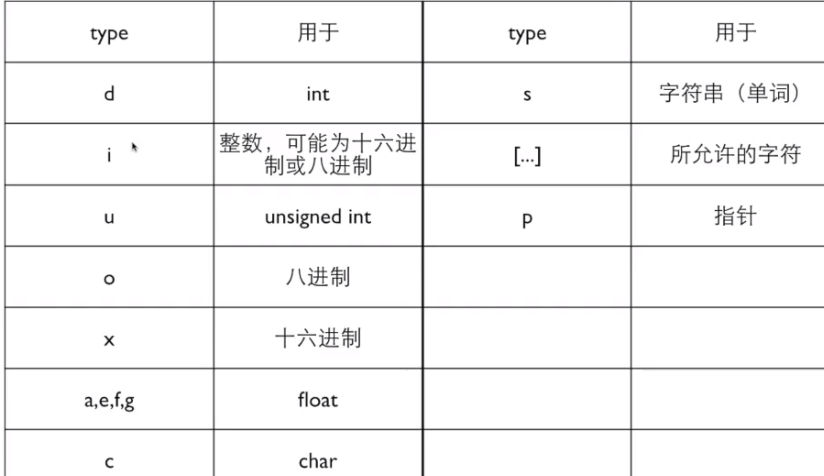 type 用于 type 用于
d int s 字符串（单词）
i 整数，可能为十六进
制或八进制 [...] 所允许的字符
u unsigned int p 指针
o 八进制
x 十六进制
a,e,f,g float
c char